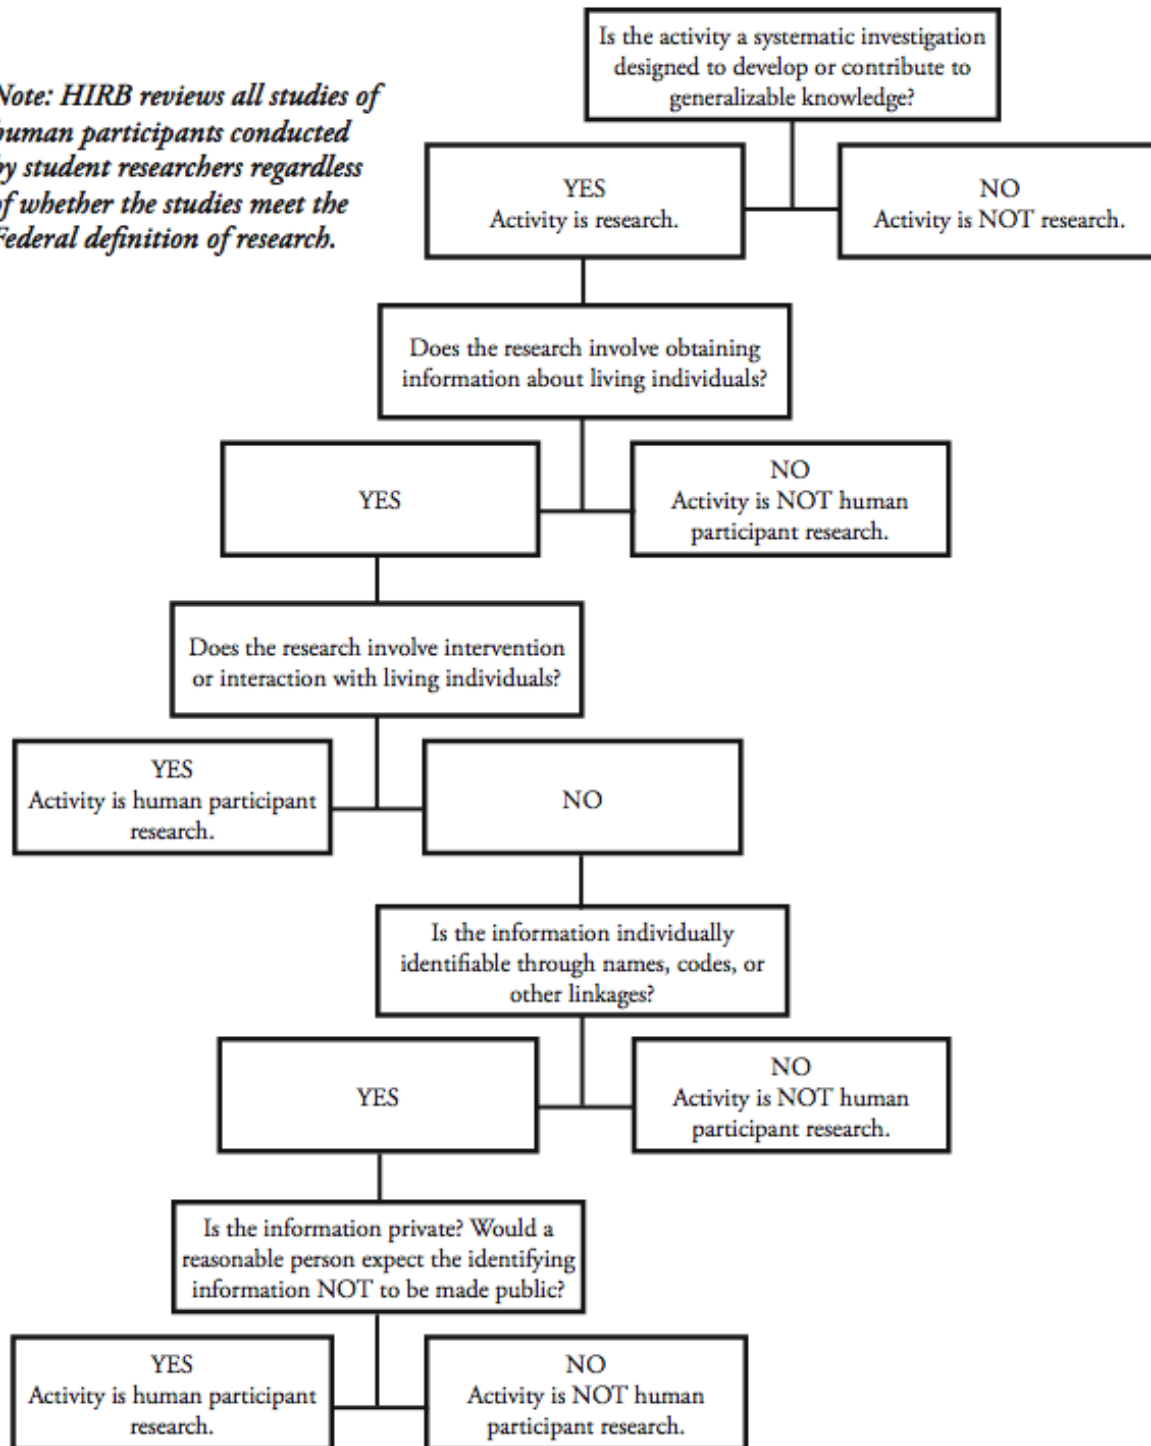 Note: HIRB reviews all studies of
human participants conducted
by student researchers regardless
of whether the studies meet the
Federal definition of research.
Is the activity a systematic investigation
designed to develop or contribute to
generalizable knowledge?
YES
Activity is research.
NO
Activity is NOT research.
Does the research involve obtaining
information about living individuals?
YES
NO
Activity is NOT human
participant research.
Does the research involve intervention
or interaction with living individuals?
YES
Activity is human participant
research.
NO
Is the information individually
identifiable through names, codes, or
other linkages?
YES
NO
Activity is NOT human
participant research.
Is the information private? Would a
reasonable person expect the identifying
information NOT to be made public?
YES
Activity is human participant
research.
NO
Activity is NOT human
participant research.